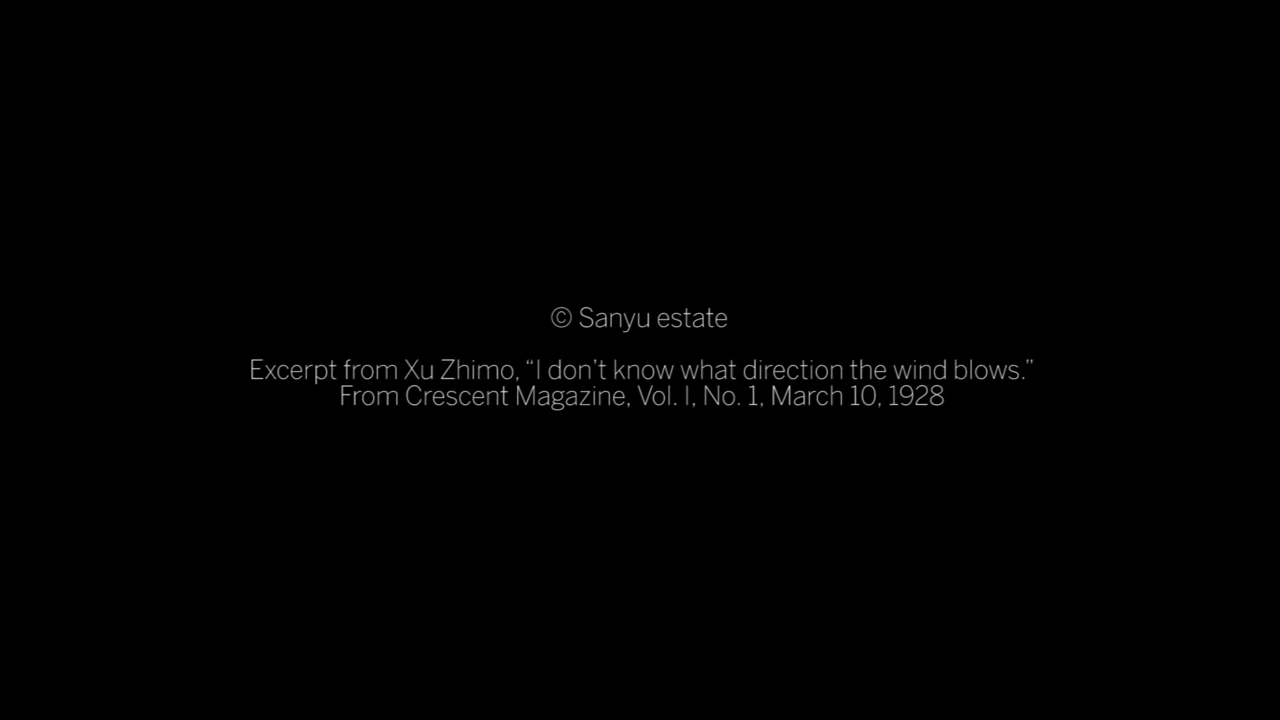 © Sanyu estate
Excerpt from Xu Zhimo, “I don’t know what direction the wind blows.”
From Crescent Magazine, Vol. I, No. 1, March 10, 1928